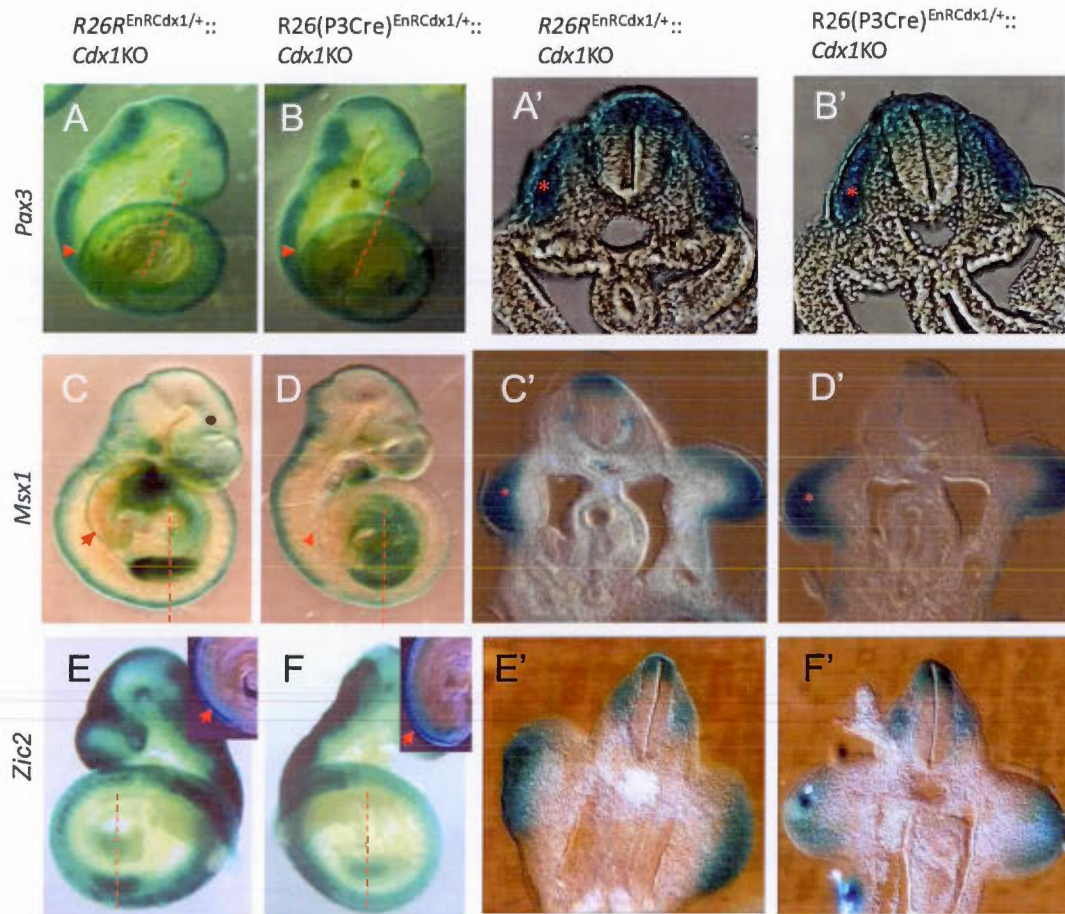 R26R^EnRCdx1/+::
Cdx1KO
R26(P3Cre)^EnRCdx1/+::
Cdx1KO
R26R^EnRCdx1/+::
Cdx1KO
R26(P3Cre)^EnRCdx1/+::
Cdx1KO
Pax3
A
B
A'
B'
*
*
Msx1
C
D
C'
D'
*
*
Zic2
E
F
E'
F'